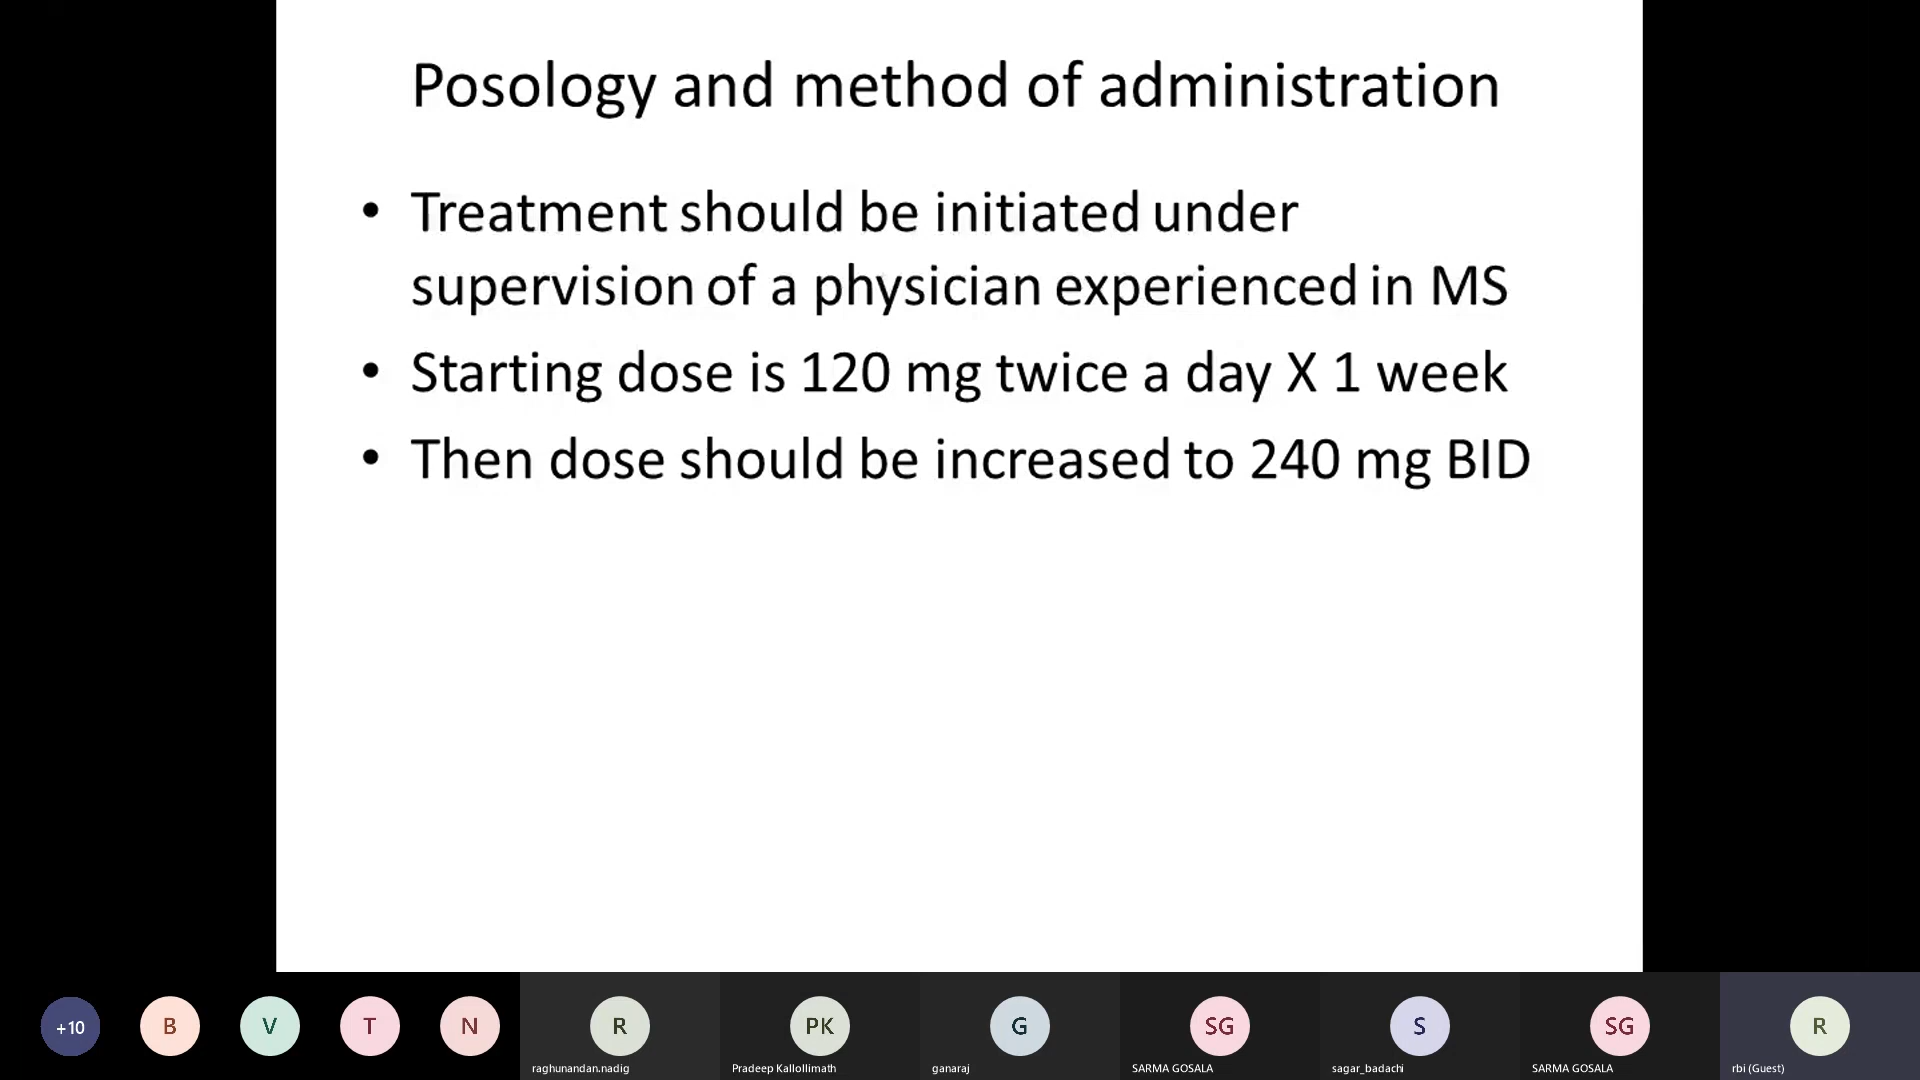 Posology and method of administration
• Treatment should be initiated under
supervision of a physician experienced in MS
• Starting dose is 120 mg twice a day X 1 week
• Then dose should be increased to 240 mg BID
+10
B
V
T
N
R
PK
G
SG
S
SG
R
raghunandan.nadig
Pradeep Kallollimath
ganaraj
SARMA GOSALA
sagar_badachi
SARMA GOSALA
rbi (Guest)